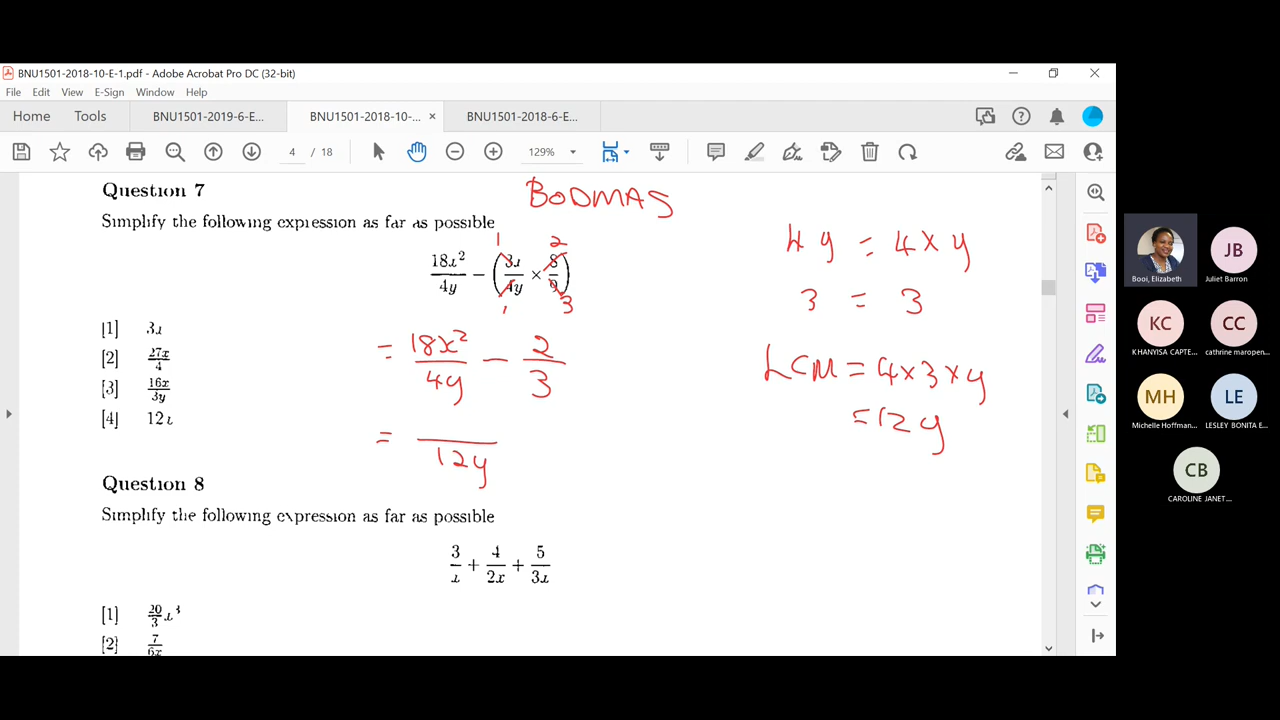 BNU1501-2018-10-E-1.pdf - Adobe Acrobat Pro DC (32-bit)
File Edit View E-Sign Window Help
Home Tools BNU1501-2019-6-E... BNU1501-2018-10-... × BNU1501-2018-6-E...
4 / 18 129%
Question 7
BODMAS
Simplify the following expression as far as possible
18x²/4y − (3x/4y × 8/9)
1 2
1 3
4y = 4 × y
3 = 3
[1] 3x
[2] 27x/4
[3] 16x/3y
[4] 12x
= 18x²/4y − 2/3
LCM = 4×3×y
=12y
= /12y
Question 8
Simplify the following expression as far as possible
3/x + 4/2x + 5/3x
[1] 20/3 x³
[2] 7/6x
Booi, Elizabeth
JB
Juliet Barron
KC
KHANYISA CAPTE...
CC
cathrine maropen...
MH
Michelle Hoffman...
LE
LESLEY BONITA E...
CB
CAROLINE JANET...